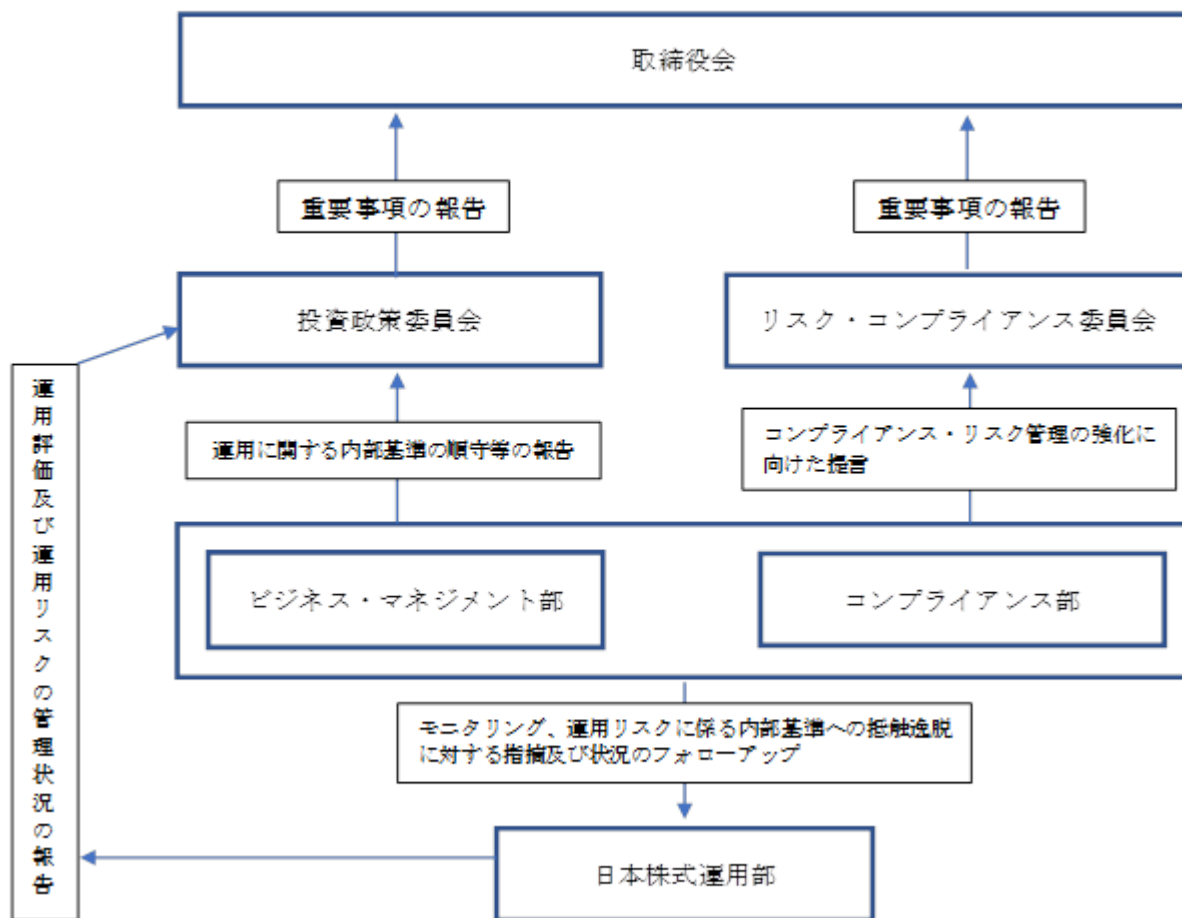 取締役会
重要事項の報告
重要事項の報告
投資政策委員会
リスク・コンプライアンス委員会
運用評価及び運用リスクの管理状況の報告
運用に関する内部基準の順守等の報告
コンプライアンス・リスク管理の強化に
向けた提言
ビジネス・マネジメント部
コンプライアンス部
モニタリング、運用リスクに係る内部基準への抵触逸脱
に対する指摘及び状況のフォローアップ
日本株式運用部